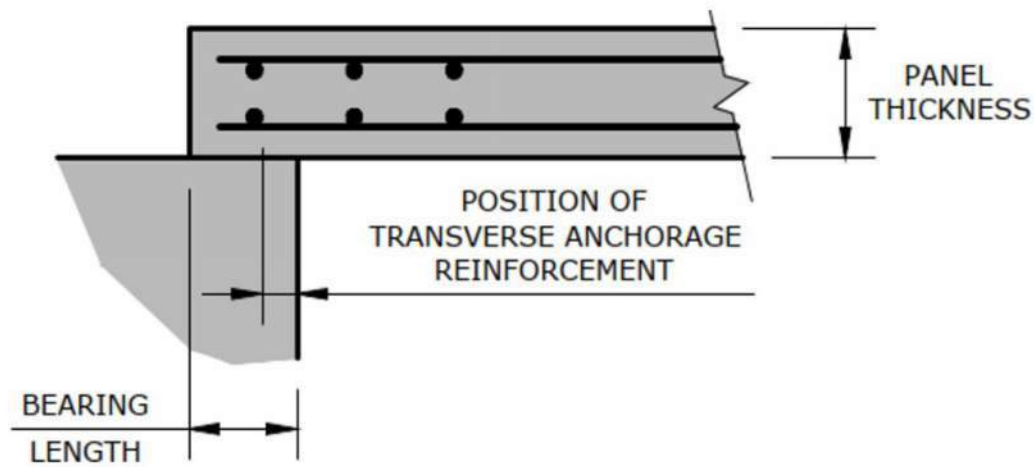 PANEL
THICKNESS
POSITION OF
TRANSVERSE ANCHORAGE
REINFORCEMENT
BEARING
LENGTH